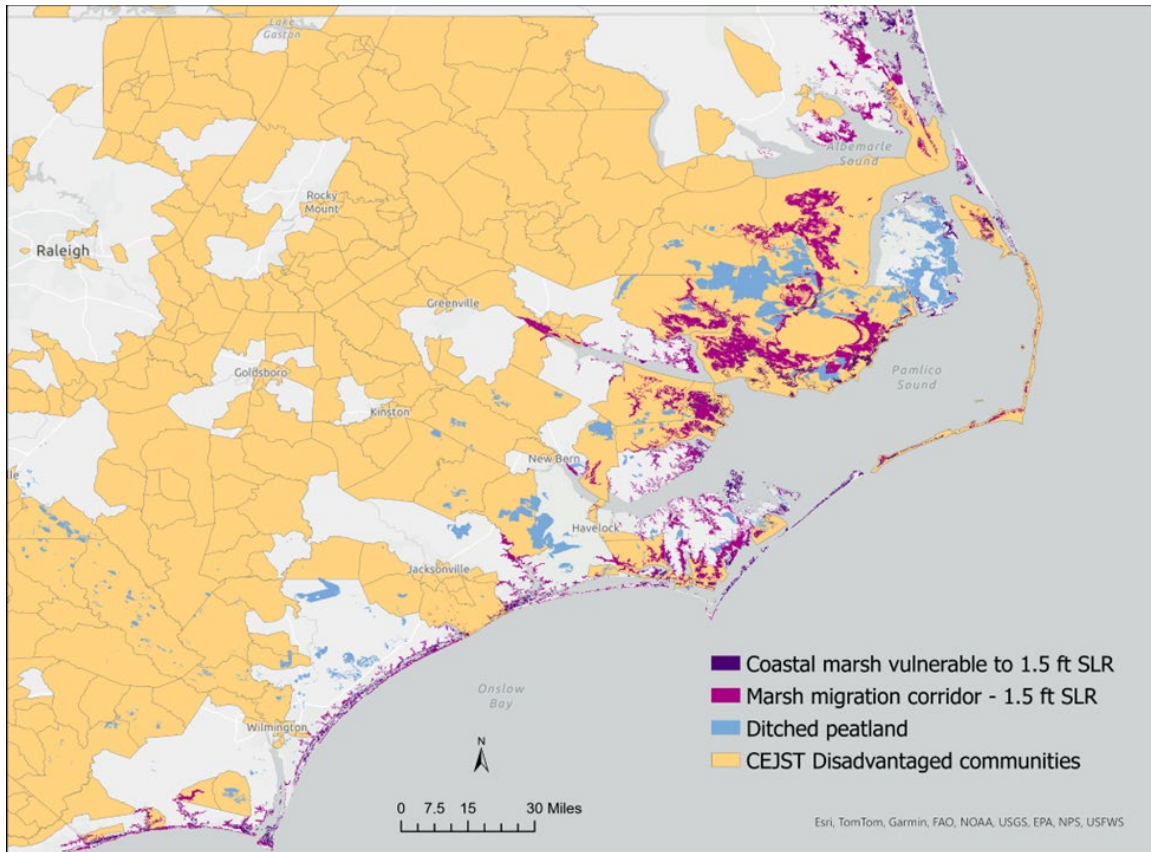 Lake
Gaston
Albemarle
Sound
Rocky
Mount
Raleigh
Greenville
Pamlico
Sound
Goldsboro
Kinston
New Bern
lle
Havelock
Jacksonville
Coastal marsh vulnerable to 1.5 ft SLR
Marsh migration corridor - 1.5 ft SLR
Onslow
Bay
Ditched peatland
Wilmington
N
CEJST Disadvantaged communities
0 7.5 15 30 Miles
Esri, TomTom, Garmin, FAO, NOAA, USGS, EPA, NPS, USFWS